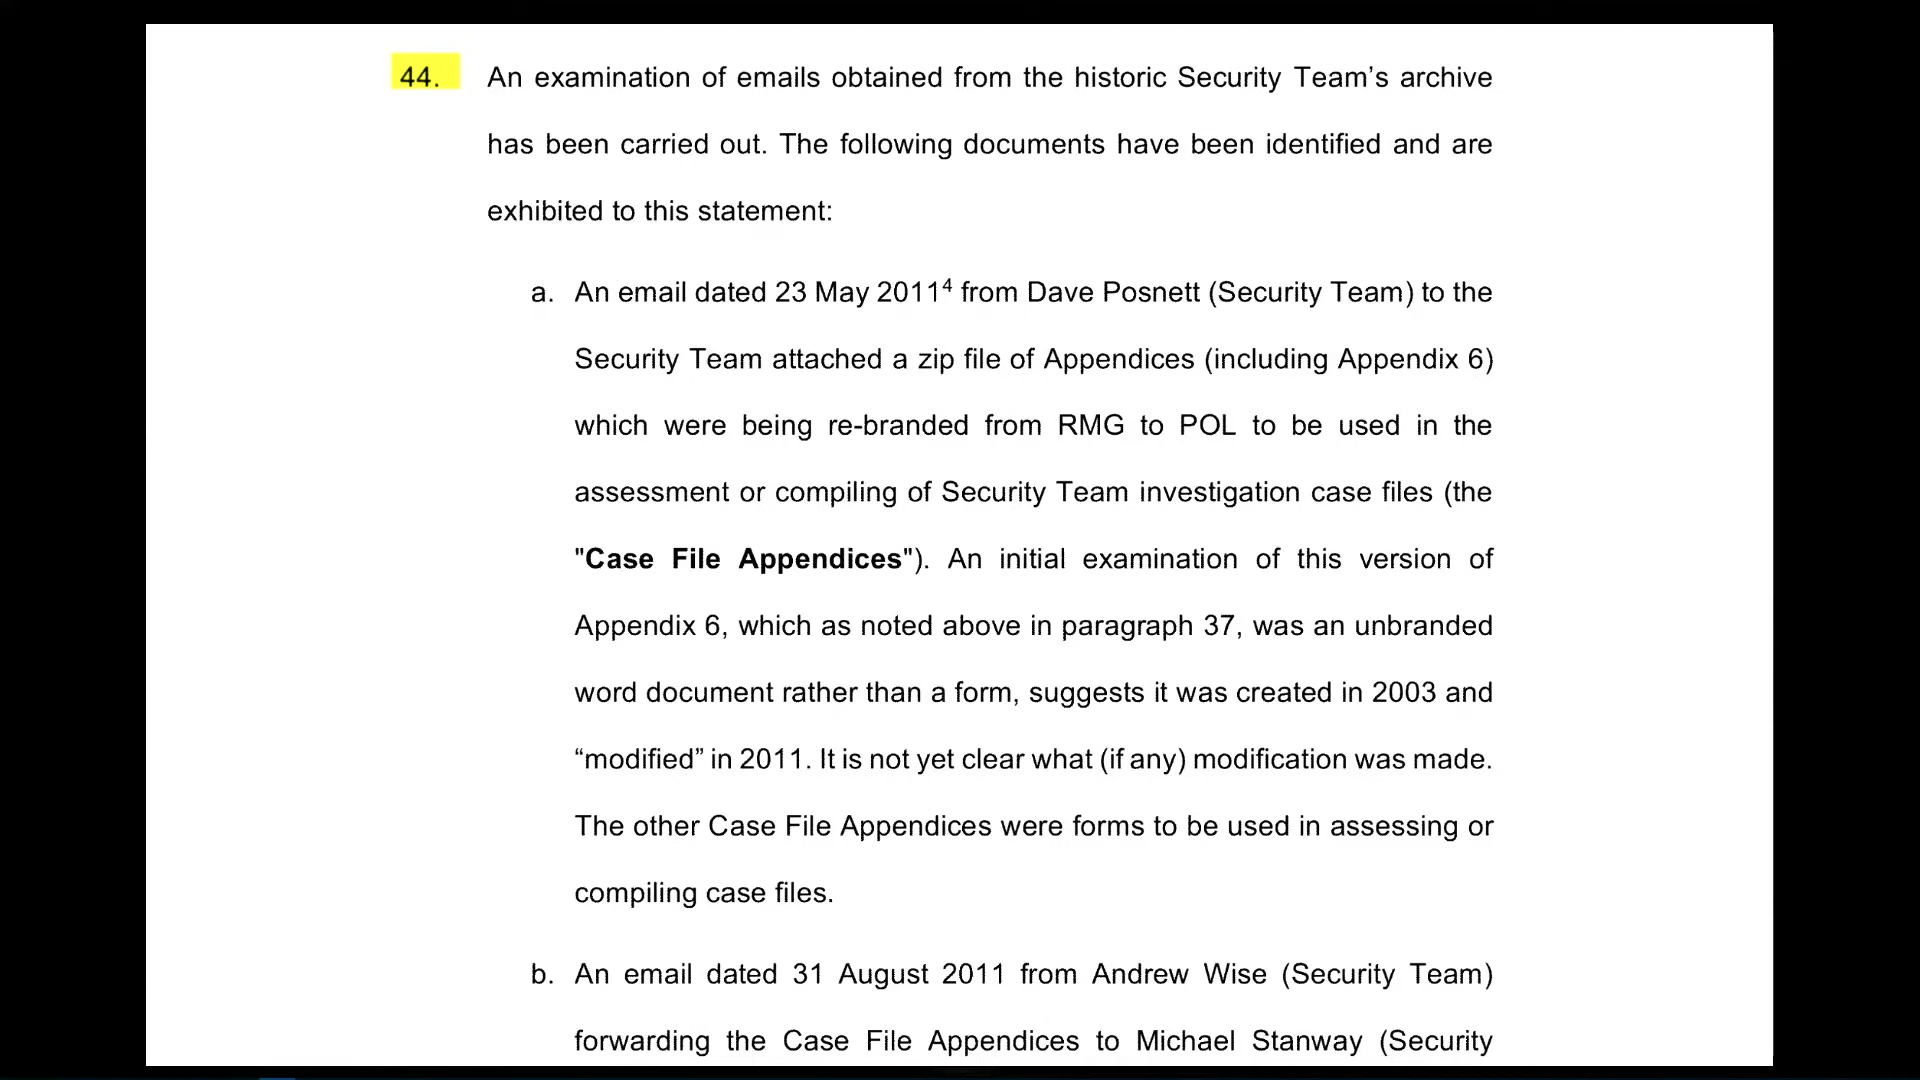 44. An examination of emails obtained from the historic Security Team’s archive
has been carried out. The following documents have been identified and are
exhibited to this statement:
a. An email dated 23 May 2011⁴ from Dave Posnett (Security Team) to the
Security Team attached a zip file of Appendices (including Appendix 6)
which were being re-branded from RMG to POL to be used in the
assessment or compiling of Security Team investigation case files (the
"Case File Appendices"). An initial examination of this version of
Appendix 6, which as noted above in paragraph 37, was an unbranded
word document rather than a form, suggests it was created in 2003 and
“modified” in 2011. It is not yet clear what (if any) modification was made.
The other Case File Appendices were forms to be used in assessing or
compiling case files.
b. An email dated 31 August 2011 from Andrew Wise (Security Team)
forwarding the Case File Appendices to Michael Stanway (Security